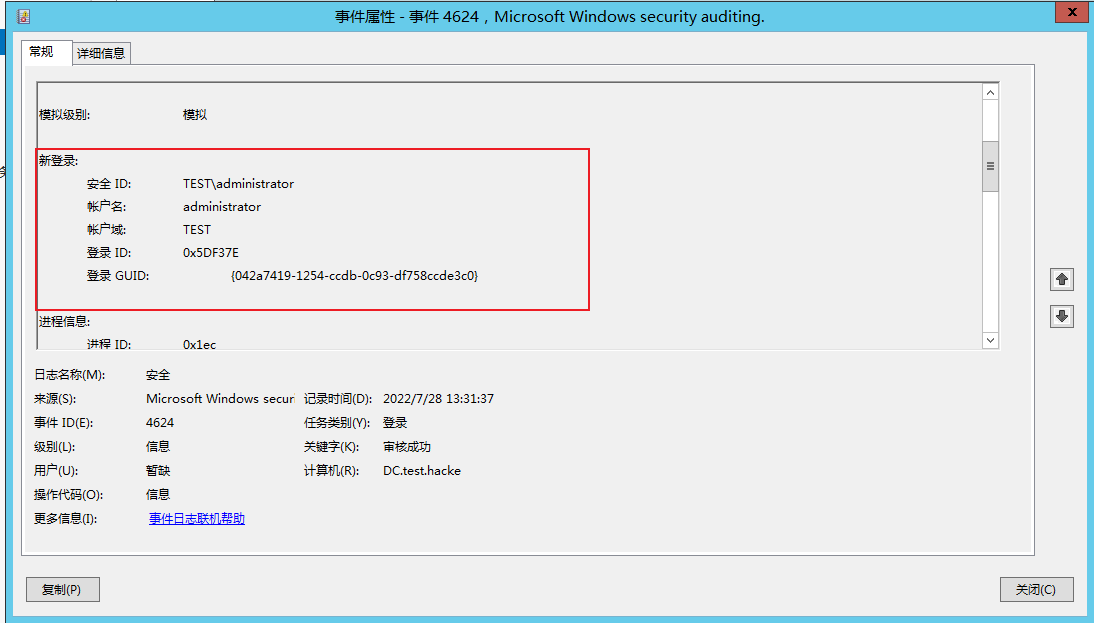 事件属性 - 事件 4624，Microsoft Windows security auditing.
常规 详细信息
模拟级别: 模拟
新登录:
安全 ID: TEST\administrator
帐户名: administrator
帐户域: TEST
登录 ID: 0x5DF37E
登录 GUID: {042a7419-1254-ccdb-0c93-df758ccde3c0}
进程信息:
进程 ID: 0x1ec
日志名称(M): 安全
来源(S): Microsoft Windows secur 记录时间(D): 2022/7/28 13:31:37
事件 ID(E): 4624 任务类别(Y): 登录
级别(L): 信息 关键字(K): 审核成功
用户(U): 暂缺 计算机(R): DC.test.hacke
操作代码(O): 信息
更多信息(I): 事件日志联机帮助
复制(P) 关闭(C)